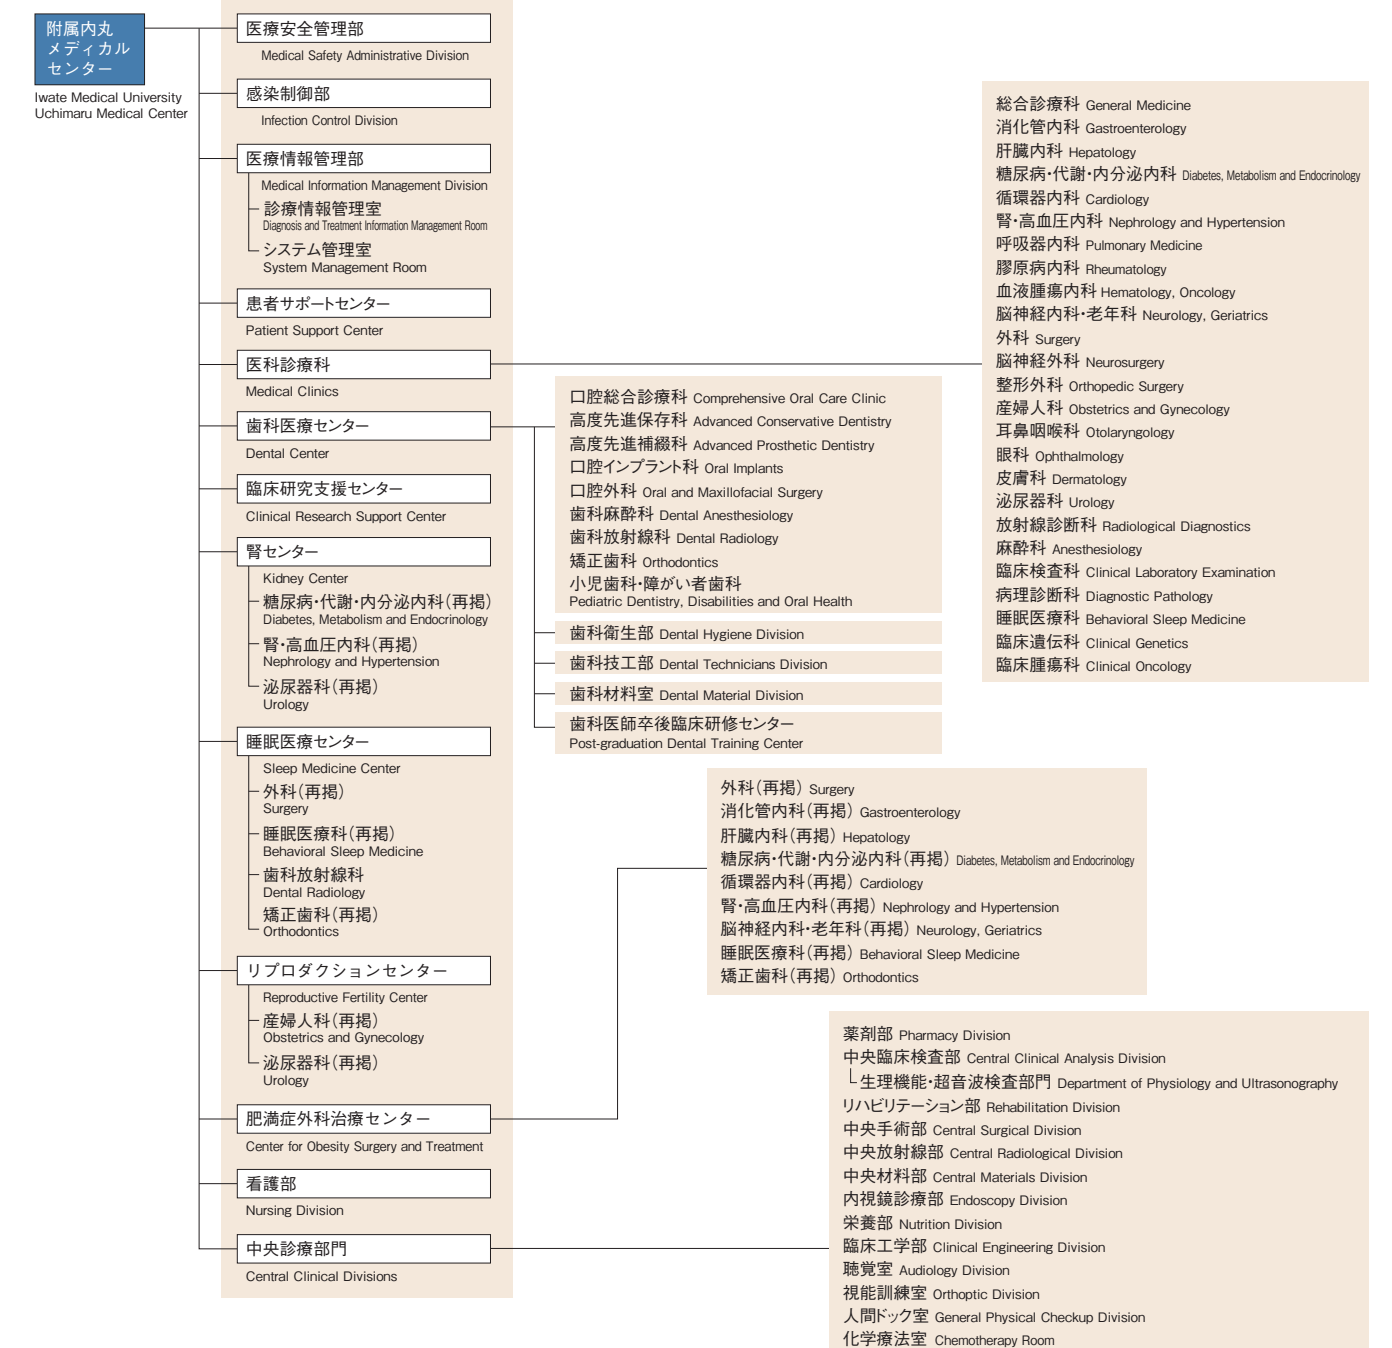 附属内丸
メディカル
センター
Iwate Medical University
Uchimaru Medical Center
医療安全管理部
Medical Safety Administrative Division
感染制御部
Infection Control Division
医療情報管理部
Medical Information Management Division
診療情報管理室
Diagnosis and Treatment Information Management Room
システム管理室
System Management Room
患者サポートセンター
Patient Support Center
医科診療科
Medical Clinics
歯科医療センター
Dental Center
臨床研究支援センター
Clinical Research Support Center
腎センター
Kidney Center
糖尿病・代謝・内分泌内科(再掲)
Diabetes, Metabolism and Endocrinology
腎・高血圧内科(再掲)
Nephrology and Hypertension
泌尿器科(再掲)
Urology
睡眠医療センター
Sleep Medicine Center
外科(再掲)
Surgery
睡眠医療科(再掲)
Behavioral Sleep Medicine
歯科放射線科
Dental Radiology
矯正歯科(再掲)
Orthodontics
リプロダクションセンター
Reproductive Fertility Center
産婦人科(再掲)
Obstetrics and Gynecology
泌尿器科(再掲)
Urology
肥満症外科治療センター
Center for Obesity Surgery and Treatment
看護部
Nursing Division
中央診療部門
Central Clinical Divisions
総合診療科 General Medicine
消化管内科 Gastroenterology
肝臓内科 Hepatology
糖尿病・代謝・内分泌内科 Diabetes, Metabolism and Endocrinology
循環器内科 Cardiology
腎・高血圧内科 Nephrology and Hypertension
呼吸器内科 Pulmonary Medicine
膠原病内科 Rheumatology
血液腫瘍内科 Hematology, Oncology
脳神経内科・老年科 Neurology, Geriatrics
外科 Surgery
脳神経外科 Neurosurgery
整形外科 Orthopedic Surgery
産婦人科 Obstetrics and Gynecology
耳鼻咽喉科 Otolaryngology
眼科 Ophthalmology
皮膚科 Dermatology
泌尿器科 Urology
放射線診断科 Radiological Diagnostics
麻酔科 Anesthesiology
臨床検査科 Clinical Laboratory Examination
病理診断科 Diagnostic Pathology
睡眠医療科 Behavioral Sleep Medicine
臨床遺伝科 Clinical Genetics
臨床腫瘍科 Clinical Oncology
口腔総合診療科 Comprehensive Oral Care Clinic
高度先進保存科 Advanced Conservative Dentistry
高度先進補綴科 Advanced Prosthetic Dentistry
口腔インプラント科 Oral Implants
口腔外科 Oral and Maxillofacial Surgery
歯科麻酔科 Dental Anesthesiology
歯科放射線科 Dental Radiology
矯正歯科 Orthodontics
小児歯科・障がい者歯科
Pediatric Dentistry, Disabilities and Oral Health
歯科衛生部 Dental Hygiene Division
歯科技工部 Dental Technicians Division
歯科材料室 Dental Material Division
歯科医師卒後臨床研修センター
Post-graduation Dental Training Center
外科(再掲) Surgery
消化管内科(再掲) Gastroenterology
肝臓内科(再掲) Hepatology
糖尿病・代謝・内分泌内科(再掲) Diabetes, Metabolism and Endocrinology
循環器内科(再掲) Cardiology
腎・高血圧内科(再掲) Nephrology and Hypertension
脳神経内科・老年科(再掲) Neurology, Geriatrics
睡眠医療科(再掲) Behavioral Sleep Medicine
矯正歯科(再掲) Orthodontics
薬剤部 Pharmacy Division
中央臨床検査部 Central Clinical Analysis Division
生理機能・超音波検査部門 Department of Physiology and Ultrasonography
リハビリテーション部 Rehabilitation Division
中央手術部 Central Surgical Division
中央放射線部 Central Radiological Division
中央材料部 Central Materials Division
内視鏡診療部 Endoscopy Division
栄養部 Nutrition Division
臨床工学部 Clinical Engineering Division
聴覚室 Audiology Division
視能訓練室 Orthoptic Division
人間ドック室 General Physical Checkup Division
化学療法室 Chemotherapy Room